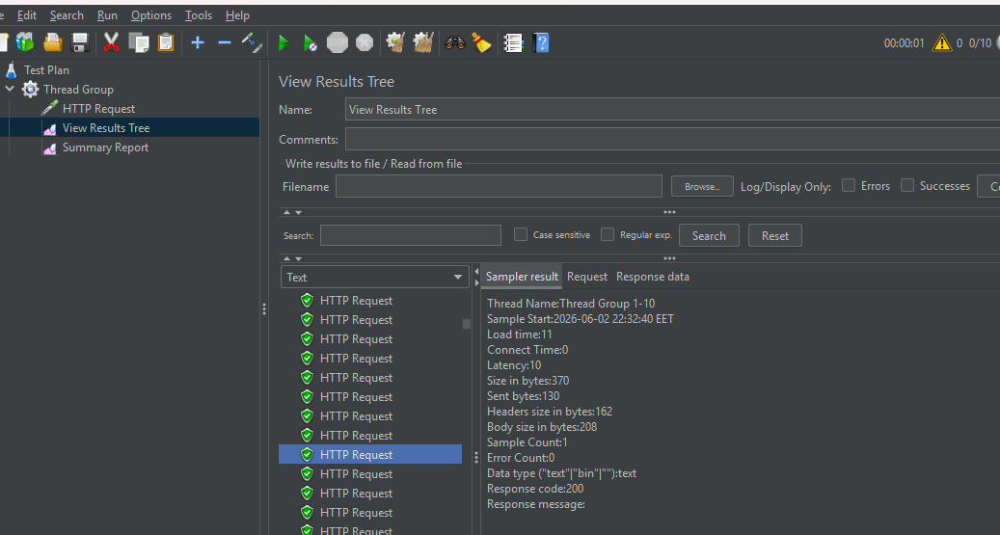 e Edit Search Run Options Tools Help
STOP 00:00:01 0 0/10
Test Plan
Thread Group
HTTP Request
View Results Tree
Summary Report
View Results Tree
Name: View Results Tree
Comments:
Write results to file / Read from file
Filename Browse... Log/Display Only: Errors Successes Co
Search: Case sensitive Regular exp. Search Reset
Text
HTTP Request
HTTP Request
HTTP Request
HTTP Request
HTTP Request
HTTP Request
HTTP Request
HTTP Request
HTTP Request
HTTP Request
HTTP Request
HTTP Request
HTTP Request
Sampler result Request Response data
Thread Name:Thread Group 1-10
Sample Start:2026-06-02 22:32:40 EET
Load time:11
Connect Time:0
Latency:10
Size in bytes:370
Sent bytes:130
Headers size in bytes:162
Body size in bytes:208
Sample Count:1
Error Count:0
Data type ("text"|"bin"|""):text
Response code:200
Response message: